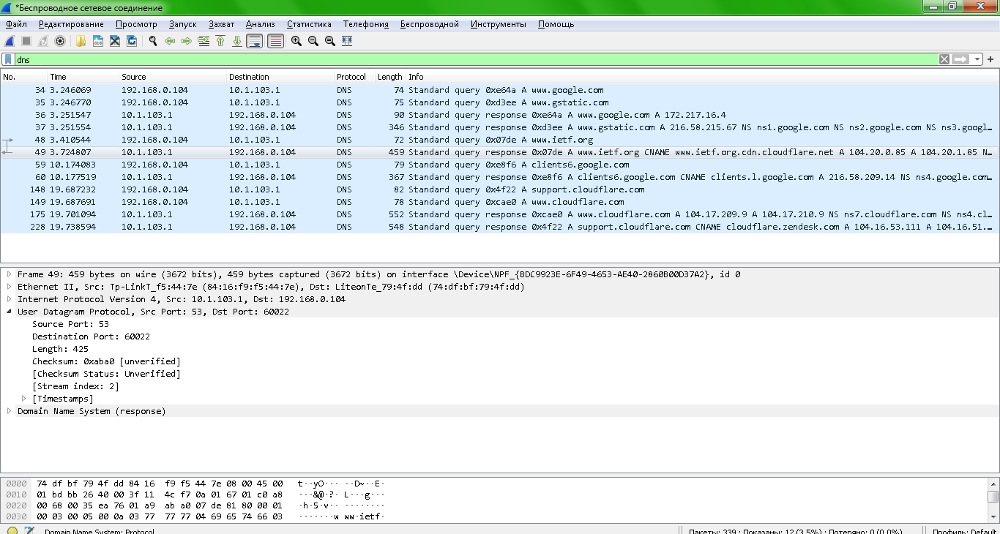 *Беспроводное сетевое соединение
Файл Редактирование Просмотр Запуск Захват Анализ Статистика Телефония Беспроводной Инструменты Помощь
dns
No. Time Source Destination Protocol Length Info
34 3.246069 192.168.0.104 10.1.103.1 DNS 74 Standard query 0xe64a A www.google.com
35 3.246770 192.168.0.104 10.1.103.1 DNS 75 Standard query 0xd3ee A www.gstatic.com
36 3.251547 10.1.103.1 192.168.0.104 DNS 90 Standard query response 0xe64a A www.google.com A 172.217.16.4
37 3.251554 10.1.103.1 192.168.0.104 DNS 346 Standard query response 0xd3ee A www.gstatic.com A 216.58.215.67 NS ns1.google.com NS ns2.google.com NS ns3.googl…
48 3.410544 192.168.0.104 10.1.103.1 DNS 72 Standard query 0x07de A www.ietf.org
49 3.724807 10.1.103.1 192.168.0.104 DNS 459 Standard query response 0x07de A www.ietf.org CNAME www.ietf.org.cdn.cloudflare.net A 104.20.0.85 A 104.20.1.85 N…
59 10.174083 192.168.0.104 10.1.103.1 DNS 79 Standard query 0xe8f6 A clients6.google.com
60 10.177519 10.1.103.1 192.168.0.104 DNS 367 Standard query response 0xe8f6 A clients6.google.com CNAME clients.l.google.com A 216.58.209.14 NS ns4.google.com…
148 19.687232 192.168.0.104 10.1.103.1 DNS 82 Standard query 0x4f22 A support.cloudflare.com
149 19.687691 192.168.0.104 10.1.103.1 DNS 78 Standard query 0xcae0 A www.cloudflare.com
175 19.701094 10.1.103.1 192.168.0.104 DNS 552 Standard query response 0xcae0 A www.cloudflare.com A 104.17.209.9 A 104.17.210.9 NS ns7.cloudflare.com NS ns4.cl…
228 19.738594 10.1.103.1 192.168.0.104 DNS 548 Standard query response 0x4f22 A support.cloudflare.com CNAME cloudflare.zendesk.com A 104.16.53.111 A 104.16.51.…
Frame 49: 459 bytes on wire (3672 bits), 459 bytes captured (3672 bits) on interface \Device\NPF_{BDC9923E-6F49-4653-AE40-2860B00D37A2}, id 0
Ethernet II, Src: Tp-LinkT_f5:44:7e (84:16:f9:f5:44:7e), Dst: LiteonTe_79:4f:dd (74:df:bf:79:4f:dd)
Internet Protocol Version 4, Src: 10.1.103.1, Dst: 192.168.0.104
User Datagram Protocol, Src Port: 53, Dst Port: 60022
Source Port: 53
Destination Port: 60022
Length: 425
Checksum: 0xaba0 [unverified]
[Checksum Status: Unverified]
[Stream index: 2]
[Timestamps]
Domain Name System (response)
0000 74 df bf 79 4f dd 84 16 f9 f5 44 7e 08 00 45 00 t··yO··· ··D~··E·
0010 01 bd bb 26 40 00 3f 11 4c f7 0a 01 67 01 c0 a8 ···&@·?· L···g···
0020 00 68 00 35 ea 76 01 a9 ab a0 07 de 81 80 00 01 ·h·5·v·· ········
0030 00 03 00 05 00 0a 03 77 77 77 04 69 65 74 66 03 ·······w ww·ietf·
Domain Name System: Protocol
Пакеты: 339 · Показаны: 12 (3.5%) · Потеряно: 0 (0.0%) Профиль: Default